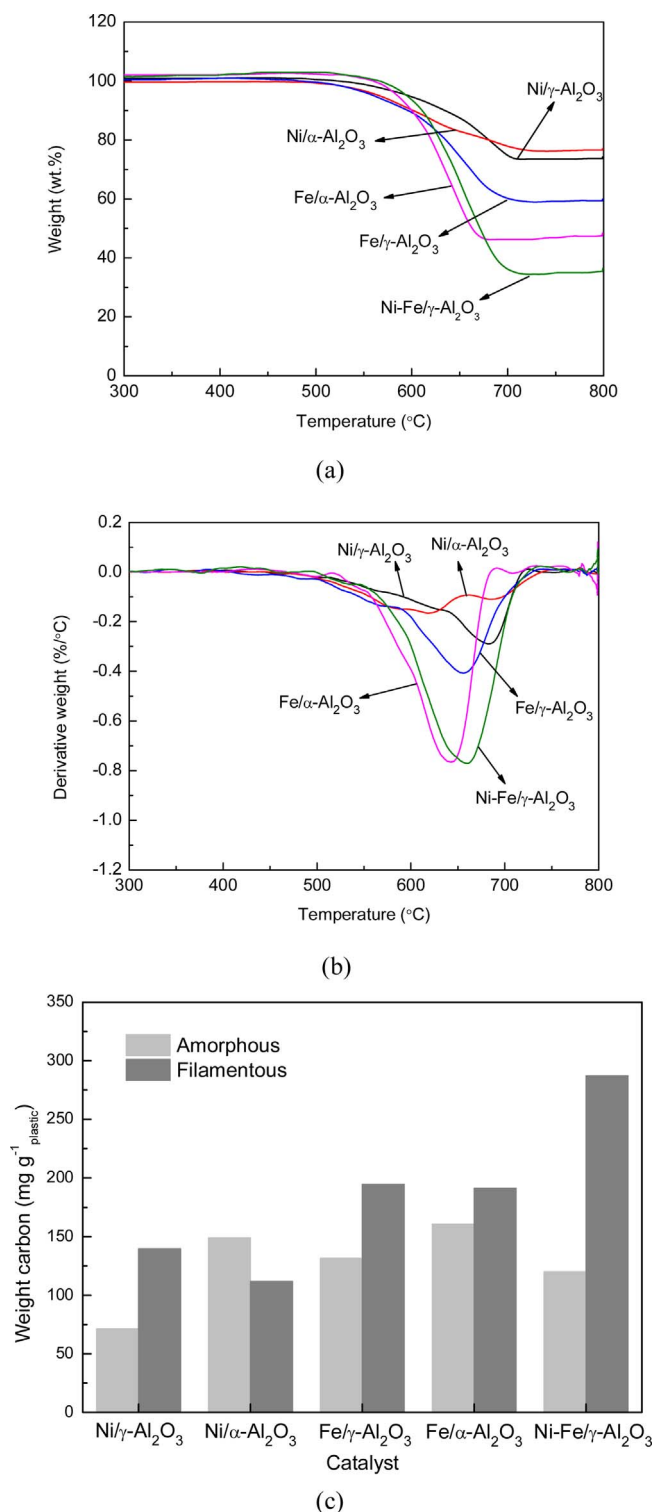 120
100
80
60
40
20
0
Weight (wt.%)
Ni/γ-Al₂O₃
Ni/α-Al₂O₃
Fe/α-Al₂O₃
Fe/γ-Al₂O₃
Ni-Fe/γ-Al₂O₃
300 400 500 600 700 800
Temperature (°C)
(a)
0.2
0.0
-0.2
-0.4
-0.6
-0.8
-1.0
-1.2
Derivative weight (%/°C)
Ni/γ-Al₂O₃
Ni/α-Al₂O₃
Fe/α-Al₂O₃
Fe/γ-Al₂O₃
Ni-Fe/γ-Al₂O₃
300 400 500 600 700 800
Temperature (°C)
(b)
350
300
250
200
150
100
50
0
Weight carbon (mg g⁻¹ plastic)
Amorphous
Filamentous
Ni/γ-Al₂O₃ Ni/α-Al₂O₃ Fe/γ-Al₂O₃ Fe/α-Al₂O₃ Ni-Fe/γ-Al₂O₃
Catalyst
(c)